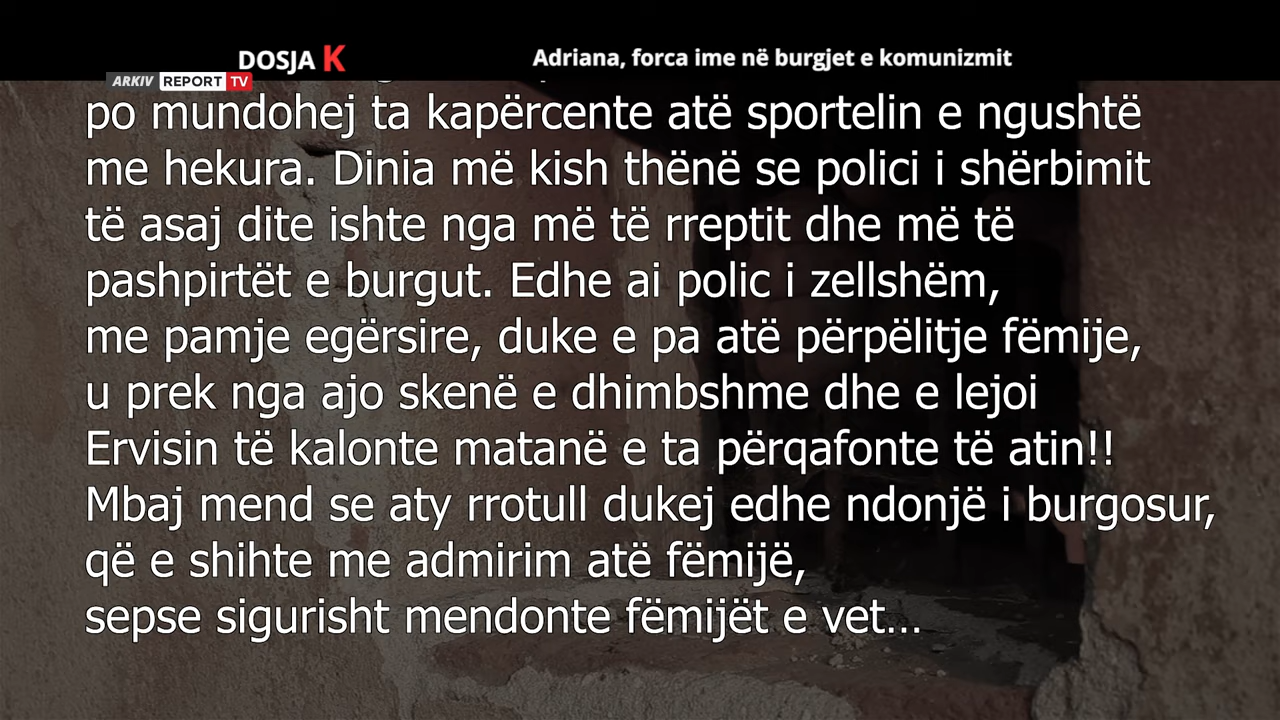 DOSJA K
Adriana, forca ime në burgjet e komunizmit
ARKIV REPORT TV
po mundohej ta kapërcente atë sportelin e ngushtë
me hekura. Dinia më kish thënë se polici i shërbimit
të asaj dite ishte nga më të rreptit dhe më të
pashpirtët e burgut. Edhe ai polic i zellshëm,
me pamje egërsire, duke e pa atë përpëlitje fëmije,
u prek nga ajo skenë e dhimbshme dhe e lejoi
Ervisin të kalonte matanë e ta përqafonte të atin!!
Mbaj mend se aty rrotull dukej edhe ndonjë i burgosur,
që e shihte me admirim atë fëmijë,
sepse sigurisht mendonte fëmijët e vet...